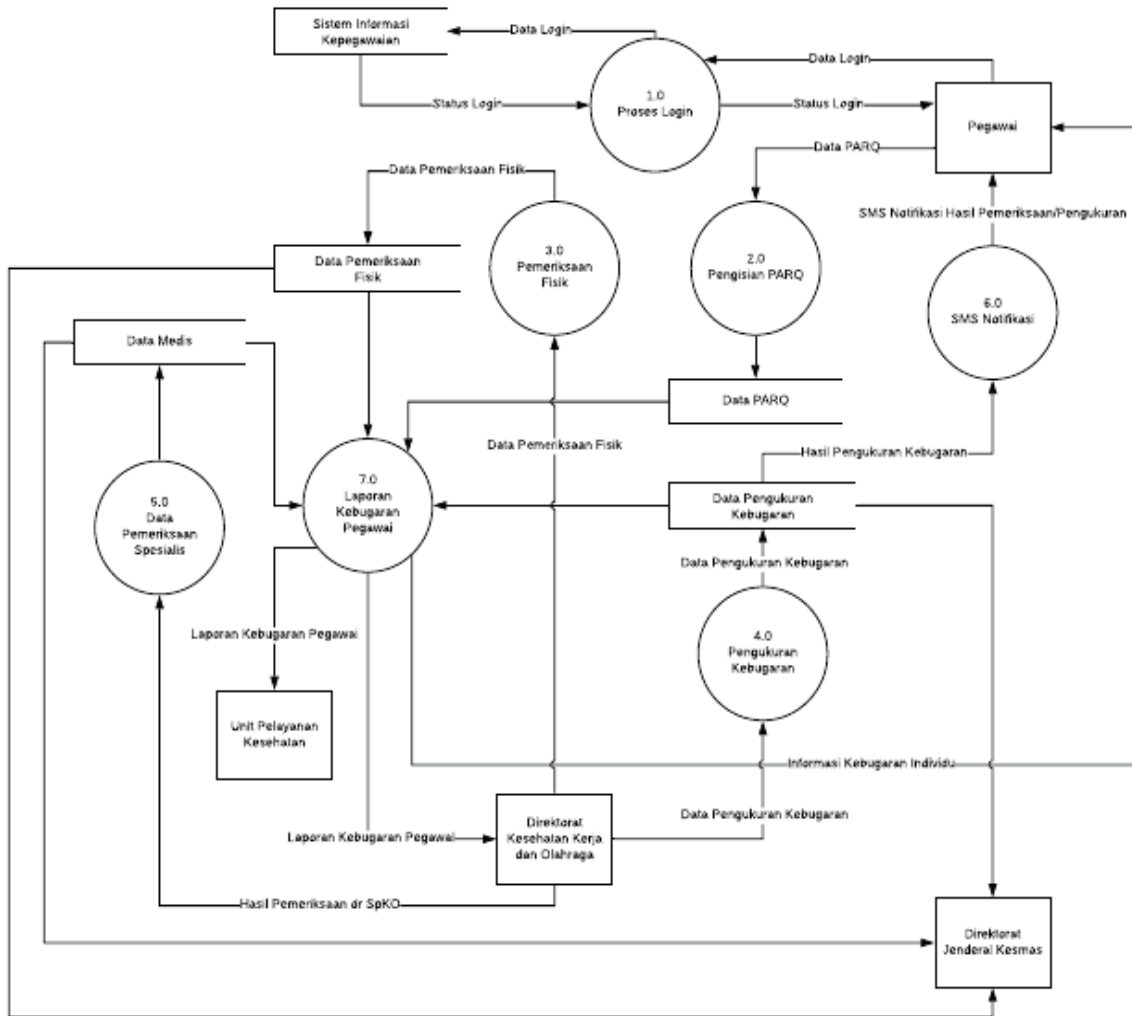 Sistem Informasi
Kepegawaian
Data Login
Data Login
1.0
Proses Login
Status Login
Status Login
Pegawai
Data PARQ
Data Pemeriksaan Fisik
SMS Notifikasi Hasil Pemeriksaan/Pengukuran
Data Pemeriksaan
Fisik
3.0
Pemeriksaan
Fisik
2.0
Pengisian PARQ
6.0
SMS Notifikasi
Data Medis
Data PARQ
Data Pemeriksaan Fisik
Hasil Pengukuran Kebugaran
5.0
Data
Pemeriksaan
Spesialis
7.0
Laporan
Kebugaran
Pegawai
Data Pengukuran
Kebugaran
Data Pengukuran Kebugaran
Laporan Kebugaran Pegawai
4.0
Pengukuran
Kebugaran
Unit Pelayanan
Kesehatan
Informasi Kebugaran Individu
Laporan Kebugaran Pegawai
Direktorat
Kesehatan Kerja
dan Olahraga
Data Pengukuran Kebugaran
Hasil Pemeriksaan dr SpKO
Direktorat
Jenderal Kesmas